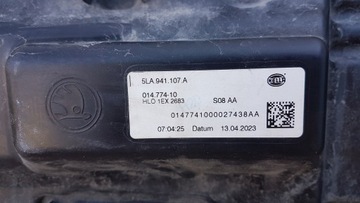 5LA.941.107.A
HELLA
014.774-10
HLO 1EX 2683 S08 AA
0147741000027438AA
07:04:25 Datum 13.04.2023